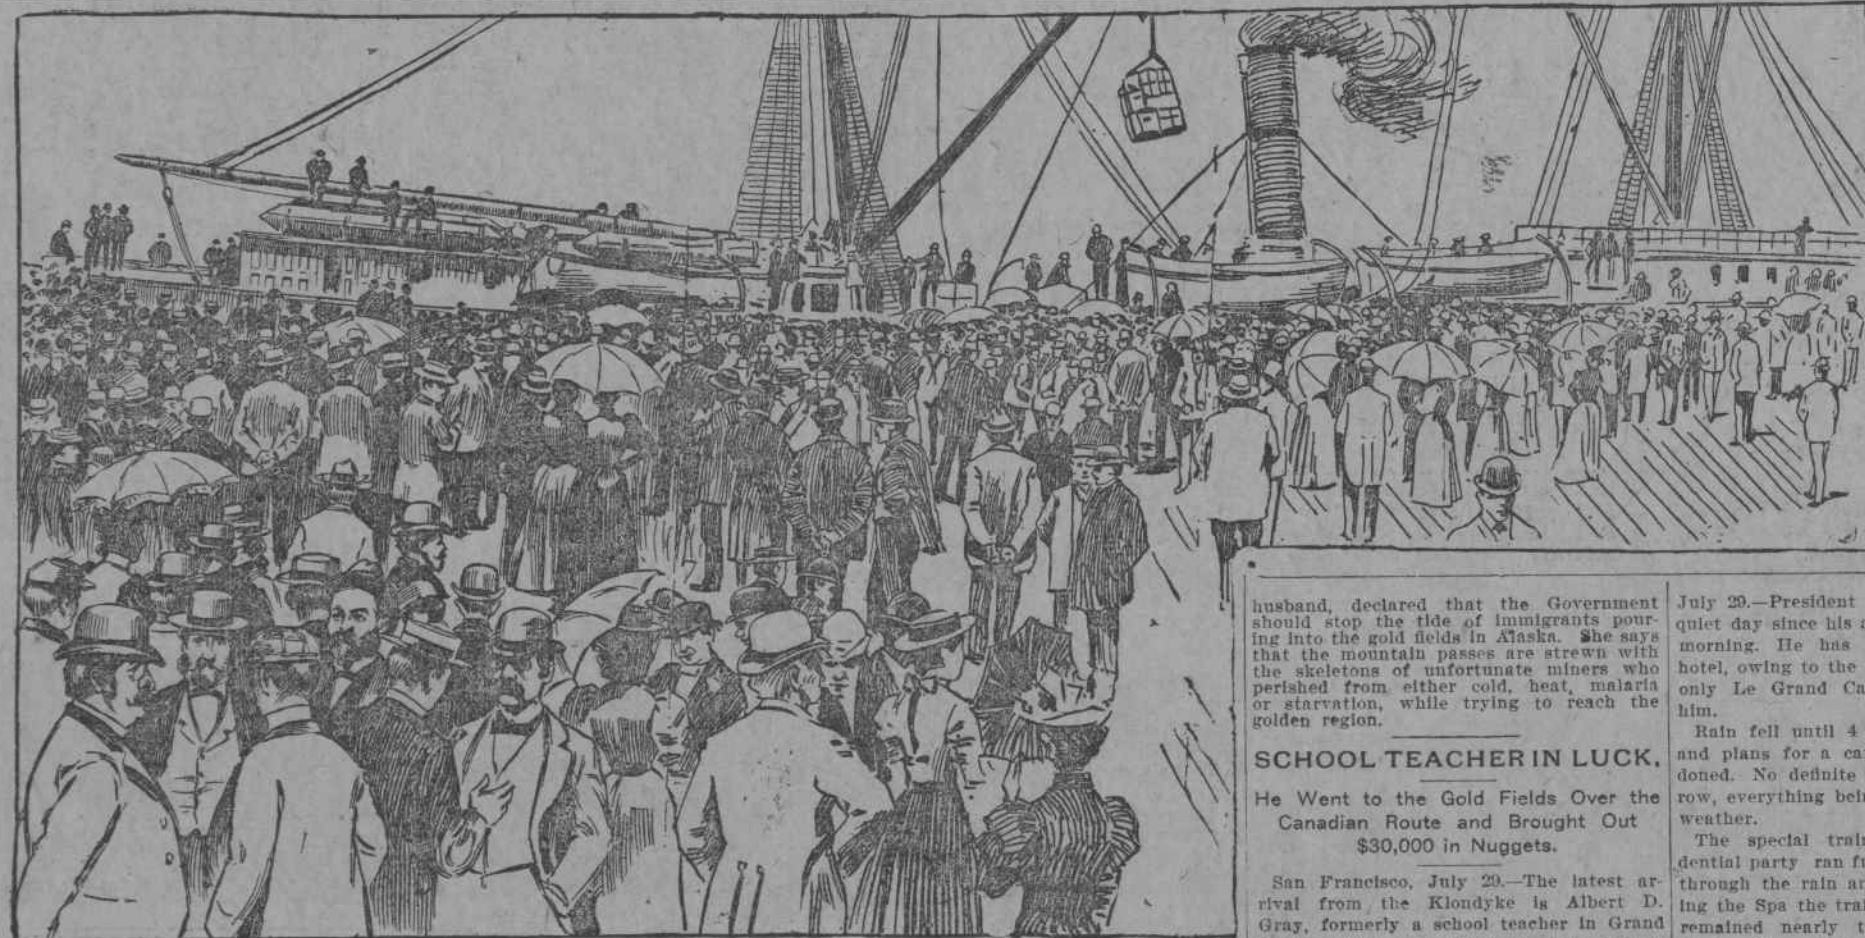 husband, declared that the Government
should stop the tide of immigrants pour-
ing into the gold fields in Alaska. She says
that the mountain passes are strewn with
the skeletons of unfortunate miners who
perished from either cold, heat, malaria
or starvation, while trying to reach the
golden region.
SCHOOL TEACHER IN LUCK.
He Went to the Gold Fields Over the
Canadian Route and Brought Out
$30,000 in Nuggets.
San Francisco, July 29.—The latest ar-
rival from the Klondyke is Albert D.
Gray, formerly a school teacher in Grand
July 29.—President
quiet day since his
morning. He has
hotel, owing to the
only Le Grand
him.
Rain fell until 4
and plans for a
doned. No definite
row, everything
weather.
The special
dential party ran
through the rain
ing the Spa the
remained nearly